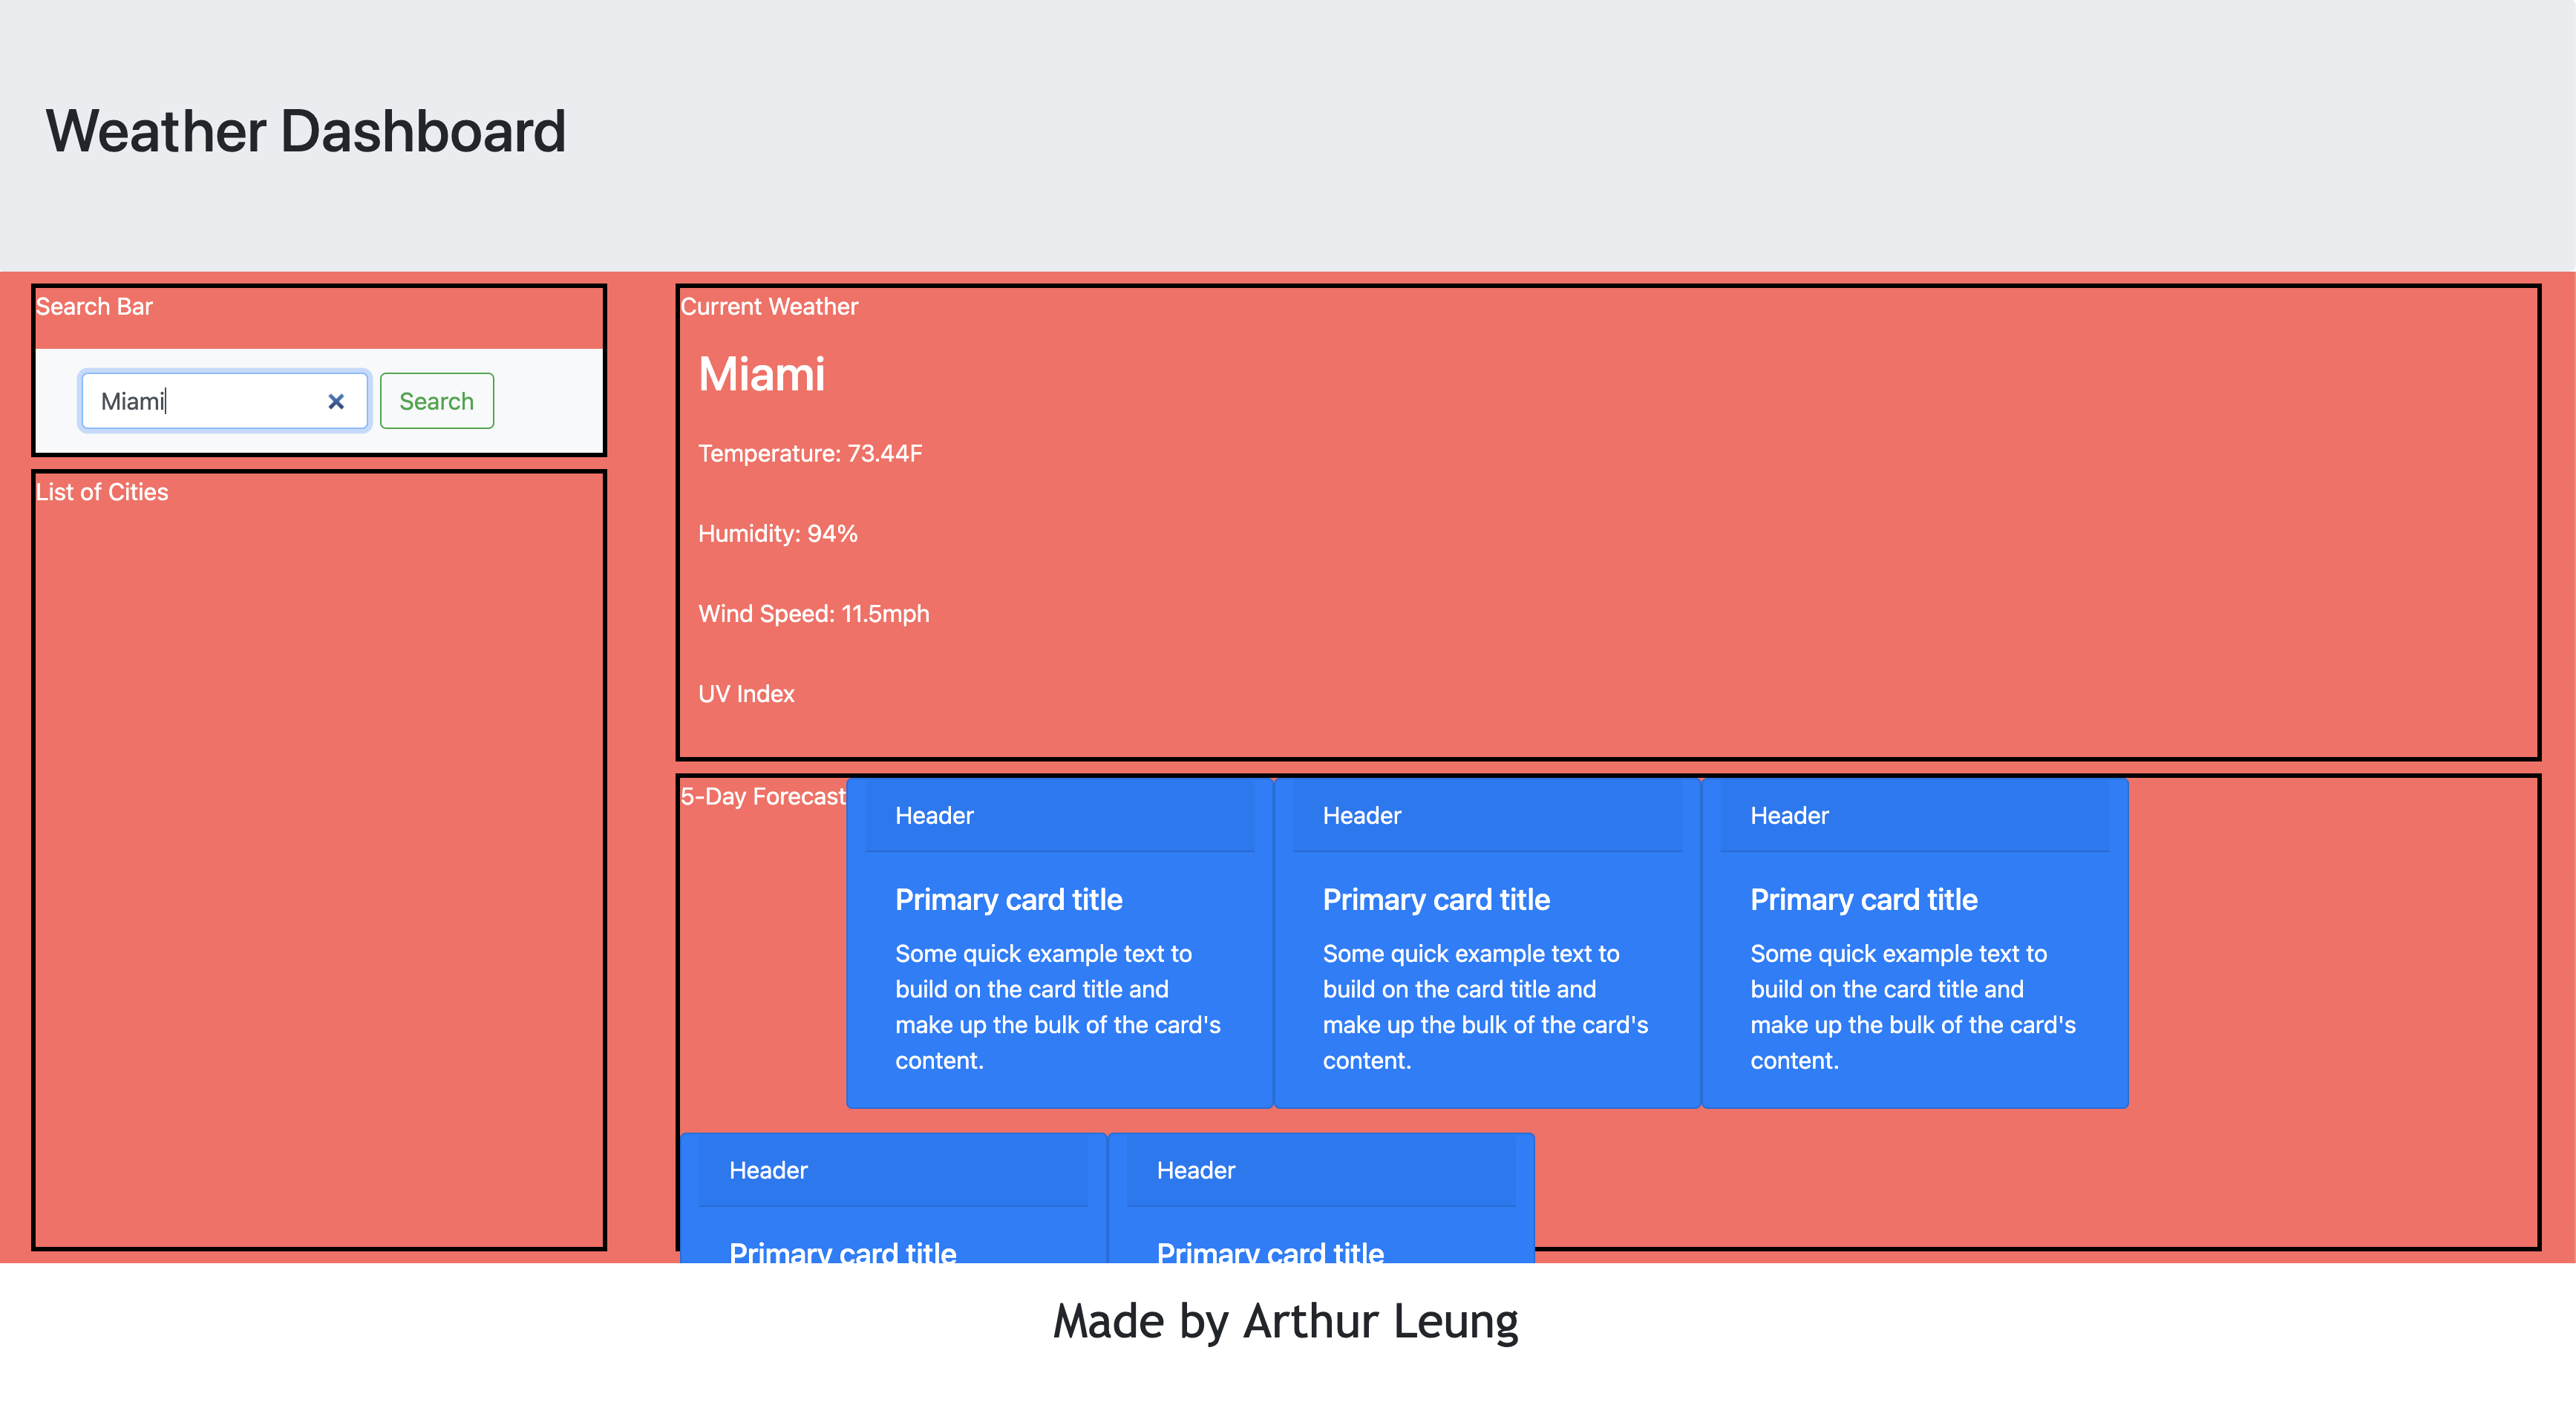 Weather Dashboard
Search Bar
Miami
Search
List of Cities
Current Weather
Miami
Temperature: 73.44F
Humidity: 94%
Wind Speed: 11.5mph
UV Index
5-Day Forecast
Header
Primary card title
Some quick example text to
build on the card title and
make up the bulk of the card's
content.
Header
Primary card title
Some quick example text to
build on the card title and
make up the bulk of the card's
content.
Header
Primary card title
Some quick example text to
build on the card title and
make up the bulk of the card's
content.
Header
Primary card title
Header
Primary card title
Made by Arthur Leung